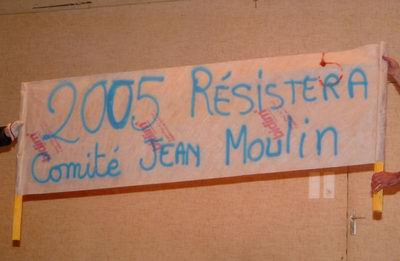 2005 RÉSISTERA
Comité JEAN Moulin